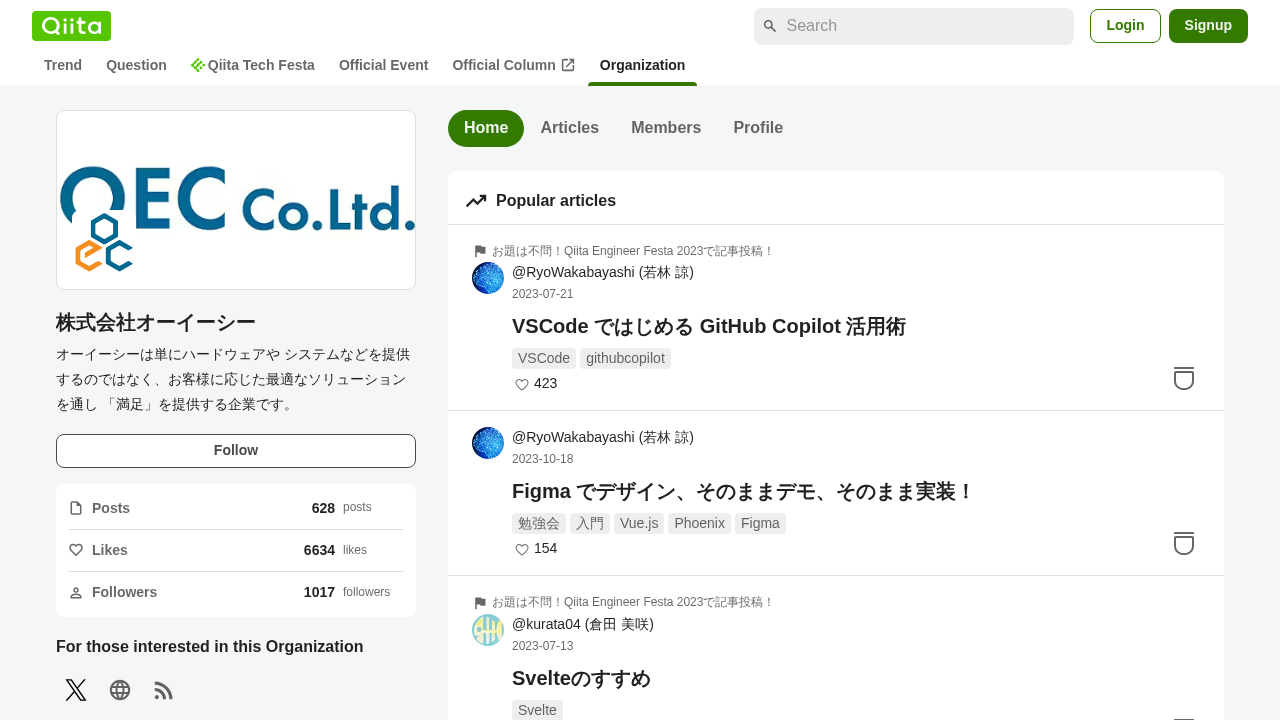 Qiita
Search
Login
Signup
Trend
Question
Qiita Tech Festa
Official Event
Official Column
Organization
OEC Co.Ltd.
oec
株式会社オーイーシー
オーイーシーは単にハードウェアや システムなどを提供
するのではなく、お客様に応じた最適なソリューション
を通し 「満足」を提供する企業です。
Follow
Posts 628 posts
Likes 6634 likes
Followers 1017 followers
For those interested in this Organization
Home
Articles
Members
Profile
Popular articles
お題は不問！Qiita Engineer Festa 2023で記事投稿！
@RyoWakabayashi (若林 諒)
2023-07-21
VSCode ではじめる GitHub Copilot 活用術
VSCode githubcopilot
423
@RyoWakabayashi (若林 諒)
2023-10-18
Figma でデザイン、そのままデモ、そのまま実装！
勉強会 入門 Vue.js Phoenix Figma
154
お題は不問！Qiita Engineer Festa 2023で記事投稿！
@kurata04 (倉田 美咲)
2023-07-13
Svelteのすすめ
Svelte